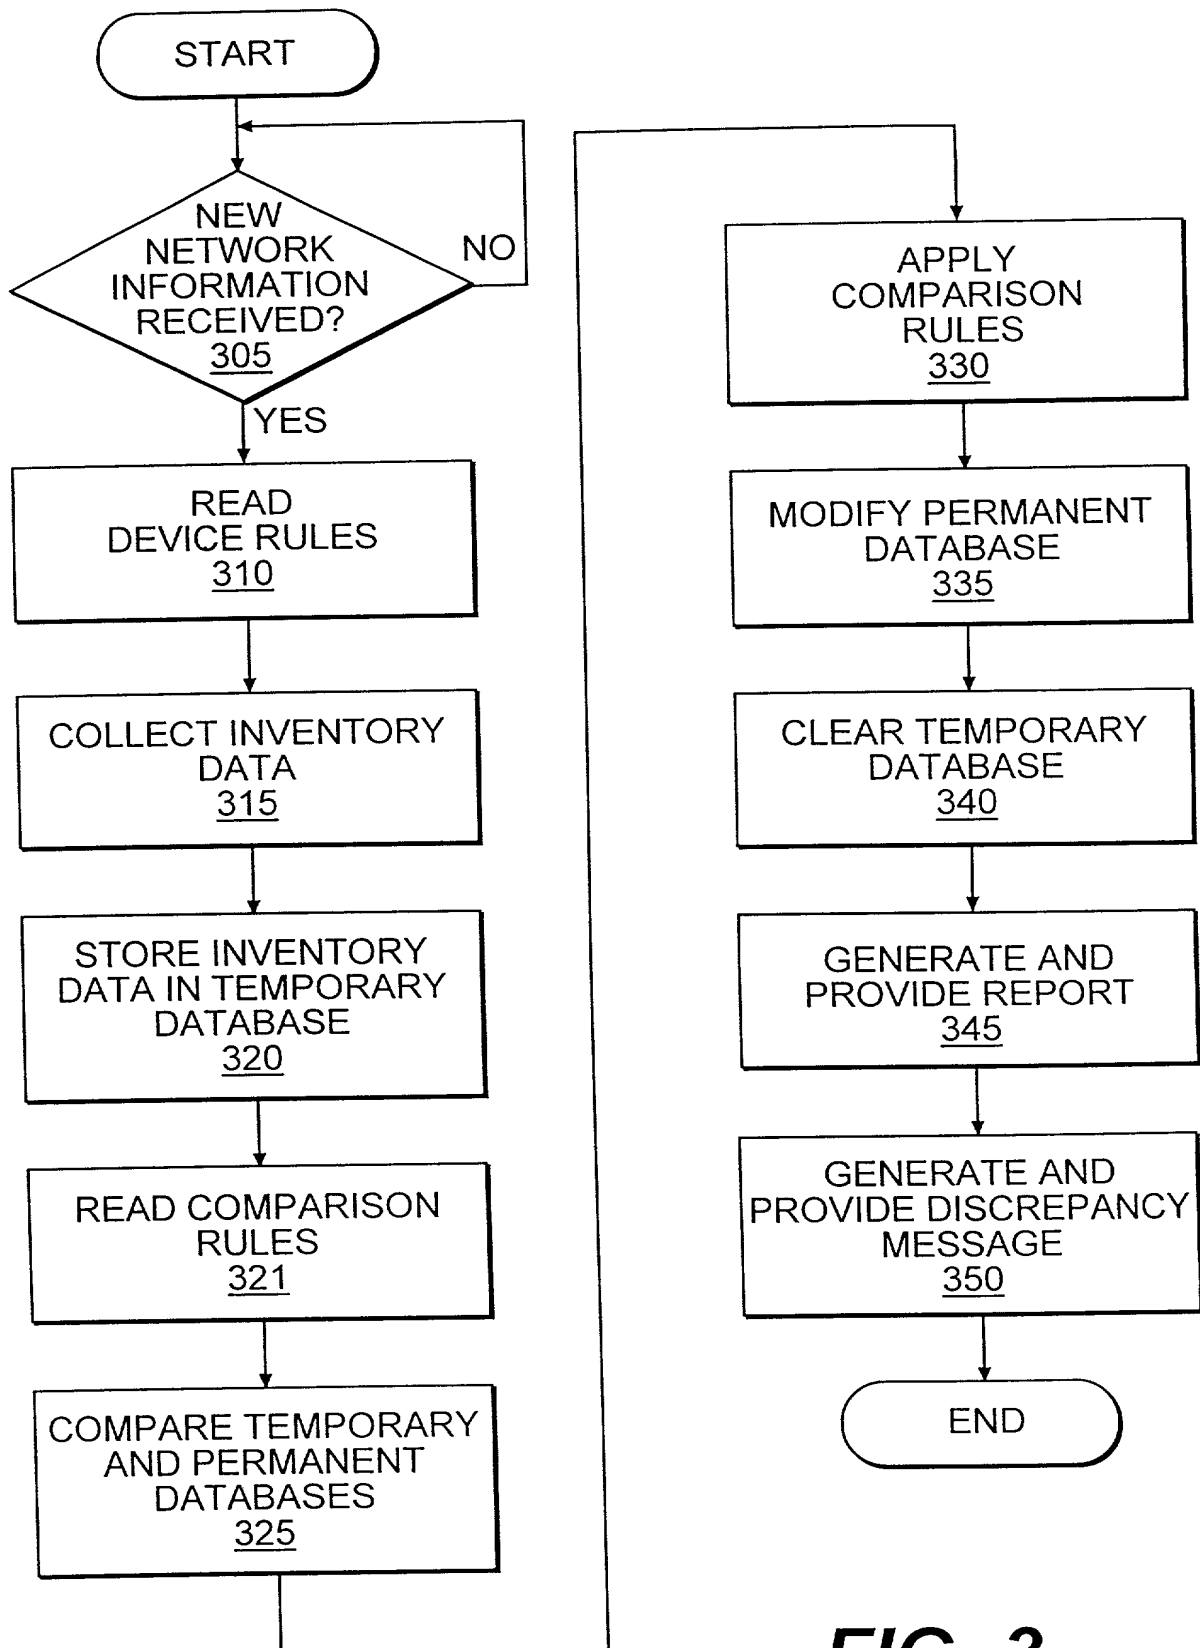 START
NEW
NETWORK
INFORMATION
RECEIVED?
305
NO
YES
READ
DEVICE RULES
310
COLLECT INVENTORY
DATA
315
STORE INVENTORY
DATA IN TEMPORARY
DATABASE
320
READ COMPARISON
RULES
321
COMPARE TEMPORARY
AND PERMANENT
DATABASES
325
APPLY
COMPARISON
RULES
330
MODIFY PERMANENT
DATABASE
335
CLEAR TEMPORARY
DATABASE
340
GENERATE AND
PROVIDE REPORT
345
GENERATE AND
PROVIDE DISCREPANCY
MESSAGE
350
END
FIG.